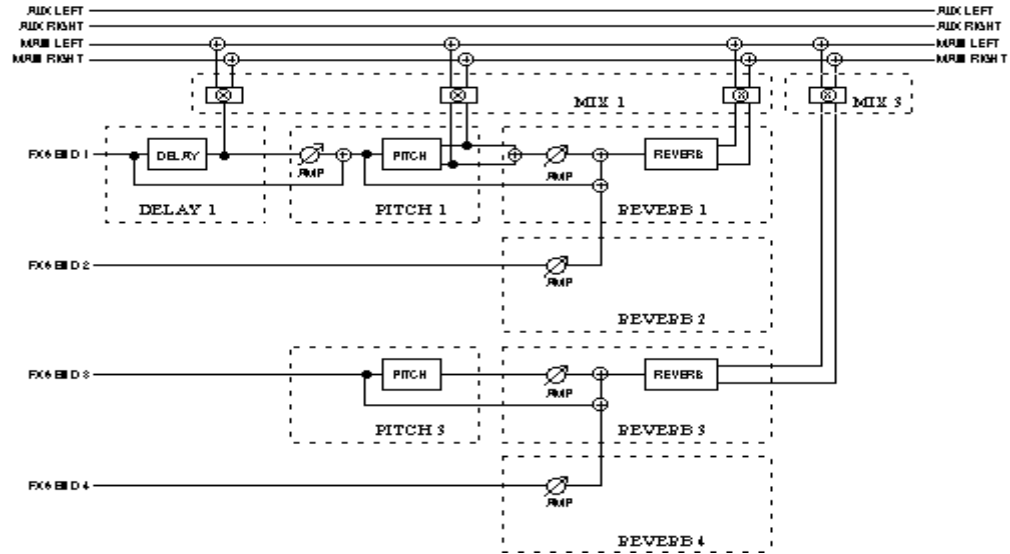 AUX LEFT AUX LEFT
AUX RIGHT AUX RIGHT
MAIN LEFT MAIN LEFT
MAIN RIGHT MAIN RIGHT
MIX 1 MIX 3
FX SEND 1 DELAY AMP PITCH AMP REVERB
DELAY 1 PITCH 1 REVERB 1
FX SEND 2 AMP
REVERB 2
FX SEND 3 PITCH AMP REVERB
PITCH 3 REVERB 3
FX SEND 4 AMP
REVERB 4